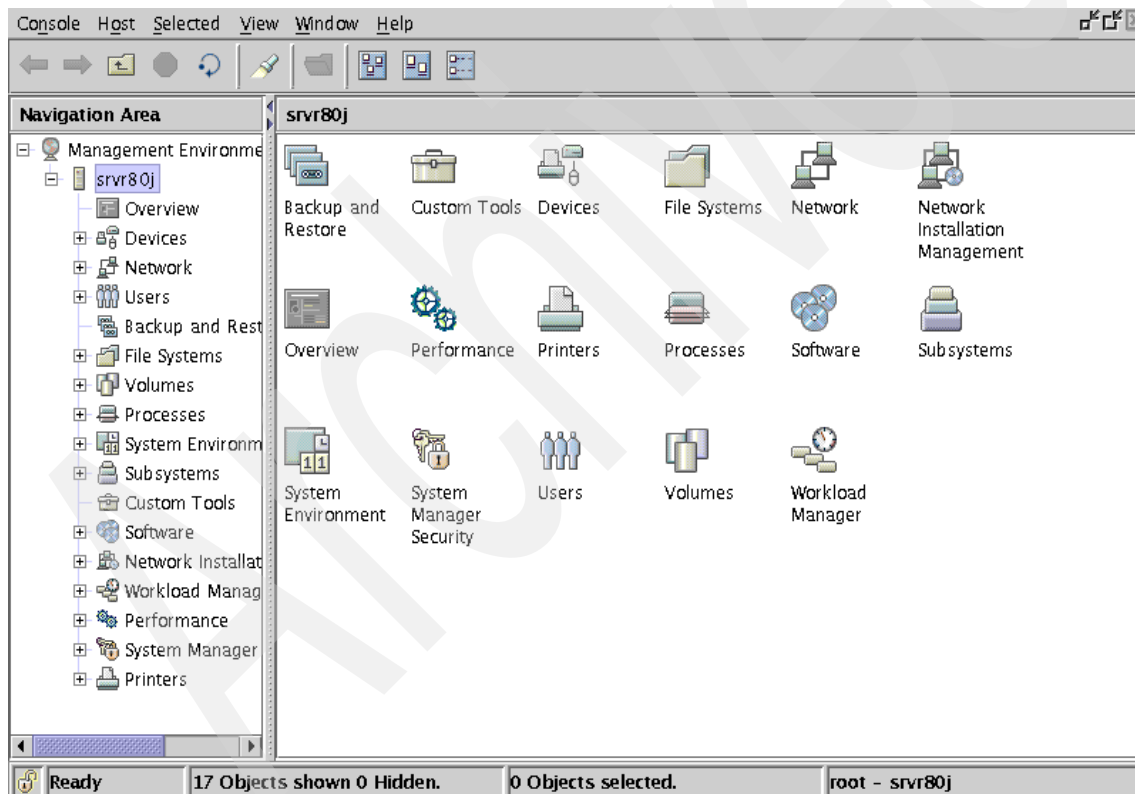 Console Host Selected View Window Help
Navigation Area
srvr80j
Management Environme
srvr80j
Overview
Devices
Network
Users
Backup and Rest
File Systems
Volumes
Processes
System Environm
Subsystems
Custom Tools
Software
Network Installat
Workload Manag
Performance
System Manager
Printers
Backup and
Restore
Custom Tools
Devices
File Systems
Network
Network
Installation
Management
Overview
Performance
Printers
Processes
Software
Subsystems
System
Environment
System
Manager
Security
Users
Volumes
Workload
Manager
Ready
17 Objects shown 0 Hidden.
0 Objects selected.
root - srvr80j
Archive